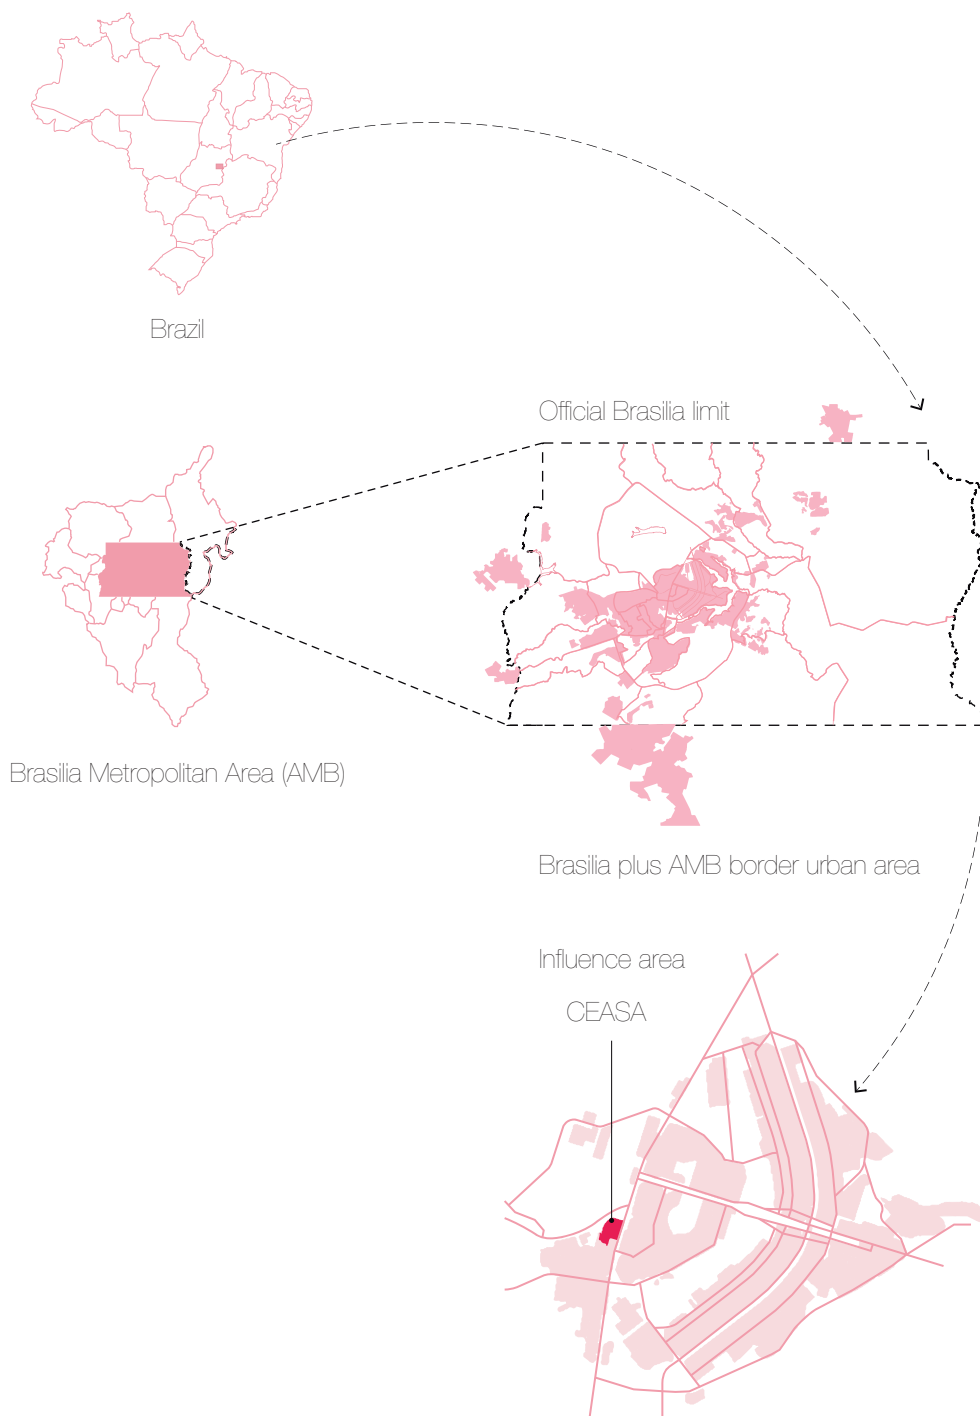 Brazil
Official Brasilia limit
Brasilia Metropolitan Area (AMB)
Brasilia plus AMB border urban area
Influence area
CEASA